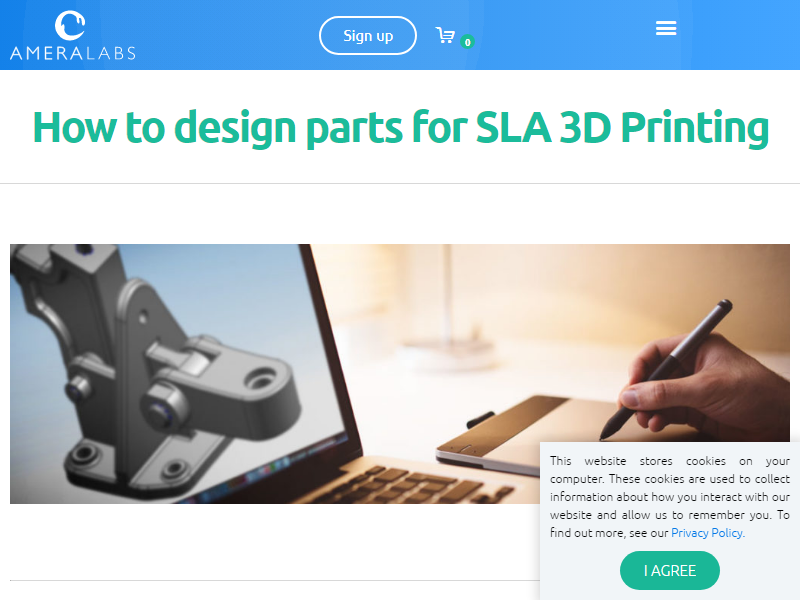 AMERALABS
Sign up
0
How to design parts for SLA 3D Printing
This website stores cookies on your
computer. These cookies are used to collect
information about how you interact with our
website and allow us to remember you. To
find out more, see our Privacy Policy.
I AGREE